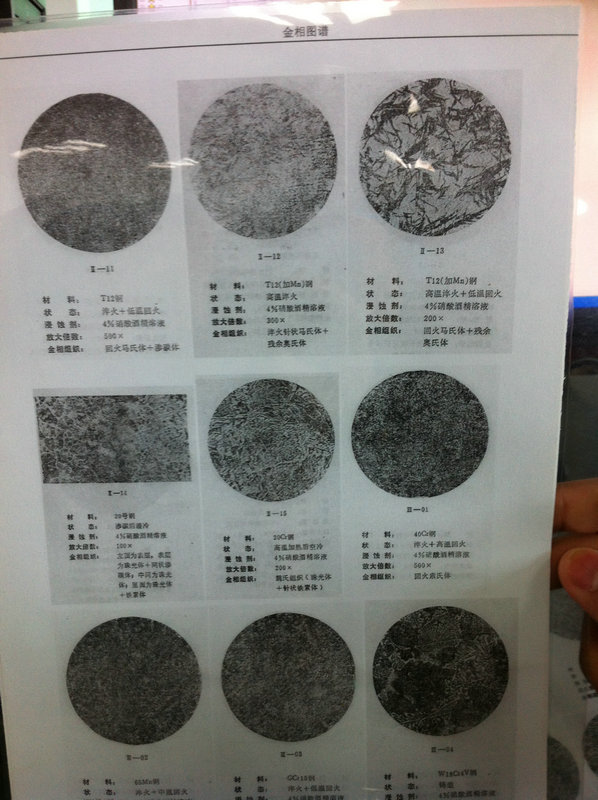 金相图谱
Ⅱ—11
材 料： T12钢
状 态： 淬火＋低温回火
浸 蚀 剂： 4%硝酸酒精溶液
放大倍数： 500×
金相组织： 回火马氏体＋渗碳体
Ⅱ—12
材 料： T12(加Mn)钢
状 态： 高温淬火
浸 蚀 剂： 4%硝酸酒精溶液
放大倍数： 300×
金相组织： 淬火针状马氏体＋
残余奥氏体
Ⅱ—13
材 料： T12(加Mn)钢
状 态： 高温淬火＋低温回火
浸 蚀 剂： 4%硝酸酒精溶液
放大倍数： 200×
金相组织： 回火马氏体＋残余
奥氏体
Ⅱ—14
材 料： 20号钢
状 态： 渗碳后缓冷
浸 蚀 剂： 4%硝酸酒精溶液
放大倍数： 100×
金相组织： 左面为表层，表层
为珠光体＋网状渗
碳体；中间为珠光
体；里面为珠光体
＋铁素体
Ⅱ—15
材 料： 20Cr钢
状 态： 高温加热后空冷
浸 蚀 剂： 4%硝酸酒精溶液
放大倍数： 200×
金相组织： 魏氏组织（珠光体
＋针状铁素体）
Ⅲ—01
材 料： 40Cr钢
状 态： 淬火＋高温回火
浸 蚀 剂： 4%硝酸酒精溶液
放大倍数： 500×
金相组织： 回火索氏体
Ⅲ—02
材 料： 65Mn钢
状 态： 淬火＋中温回火
Ⅲ—03
材 料： GCr15钢
状 态： 淬火＋低温回火
浸 蚀 剂： 4%硝酸酒精溶液
Ⅲ—04
材 料： W18Cr4V钢
状 态： 铸造
浸 蚀 剂： 4%硝酸酒精溶液